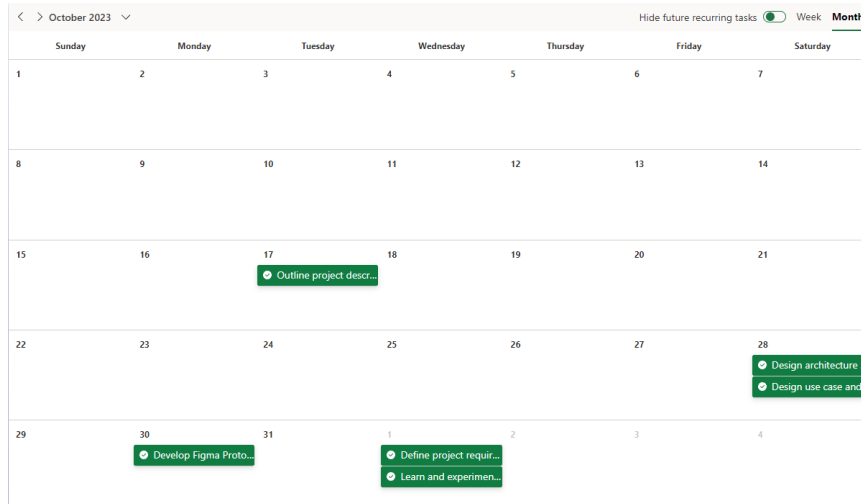 October 2023
Hide future recurring tasks Week Month
Sunday Monday Tuesday Wednesday Thursday Friday Saturday
1 2 3 4 5 6 7
8 9 10 11 12 13 14
15 16 17 18 19 20 21
Outline project descr...
22 23 24 25 26 27 28
Design architecture
Design use case and
29 30 31 1 2 3 4
Develop Figma Proto... Define project requir...
Learn and experimen...